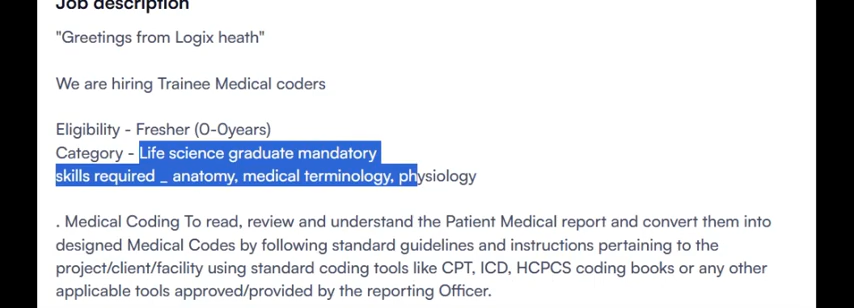 Job description
"Greetings from Logix heath"
We are hiring Trainee Medical coders
Eligibility - Fresher (0-0years)
Category - Life science graduate mandatory
skills required _ anatomy, medical terminology, physiology
. Medical Coding To read, review and understand the Patient Medical report and convert them into
designed Medical Codes by following standard guidelines and instructions pertaining to the
project/client/facility using standard coding tools like CPT, ICD, HCPCS coding books or any other
applicable tools approved/provided by the reporting Officer.